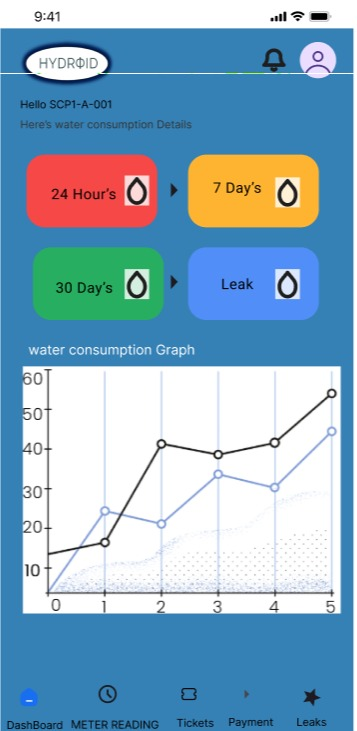 9:41
HYDRΦID
Hello SCP1-A-001
Here's water consumption Details
24 Hour's
7 Day's
30 Day's
Leak
water consumption Graph
60
50
40
30
20
10
0 1 2 3 4 5
DashBoard METER READING Tickets Payment Leaks